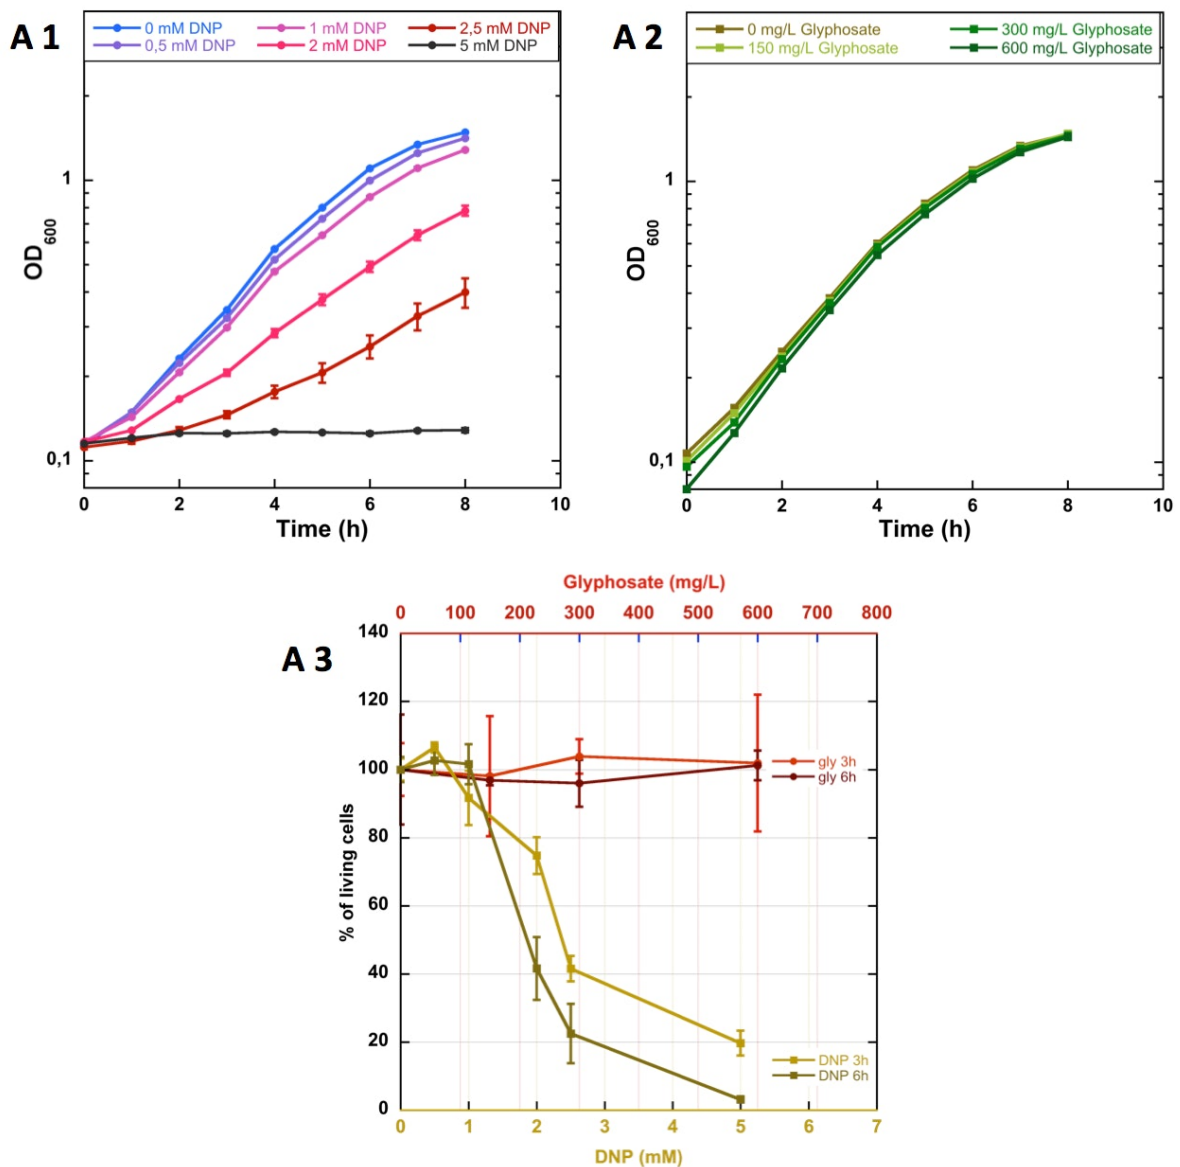 A 1
0 mM DNP 1 mM DNP 2,5 mM DNP
0,5 mM DNP 2 mM DNP 5 mM DNP
1
OD600
0,1
0 2 4 6 8 10
Time (h)
A 2
0 mg/L Glyphosate 300 mg/L Glyphosate
150 mg/L Glyphosate 600 mg/L Glyphosate
1
OD600
0,1
0 2 4 6 8 10
Time (h)
A 3
Glyphosate (mg/L)
0 100 200 300 400 500 600 700 800
140
120
100
80
60
40
20
0
% of living cells
gly 3h
gly 6h
DNP 3h
DNP 6h
0 1 2 3 4 5 6 7
DNP (mM)